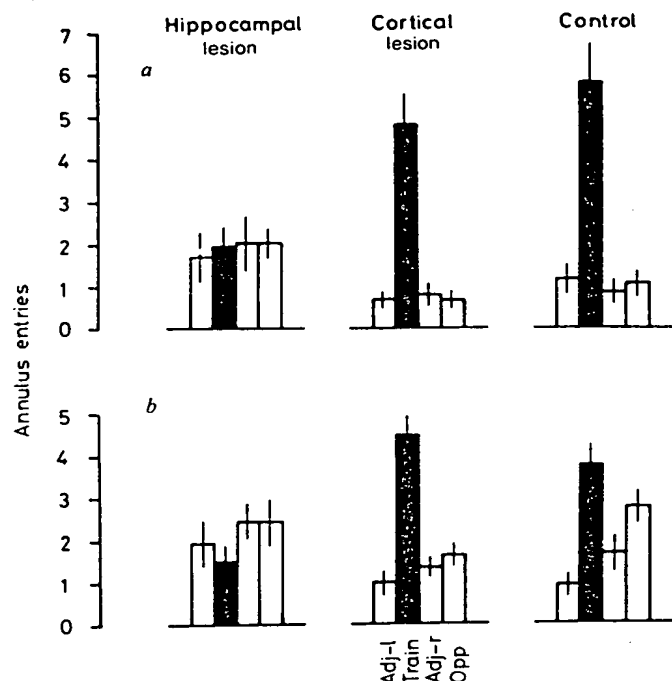 Hippocampal lesion
Cortical lesion
Control
a
7
6
5
4
3
2
1
0
Annulus entries
b
5
4
3
2
1
0
Adj-l
Train
Adj-r
Opp